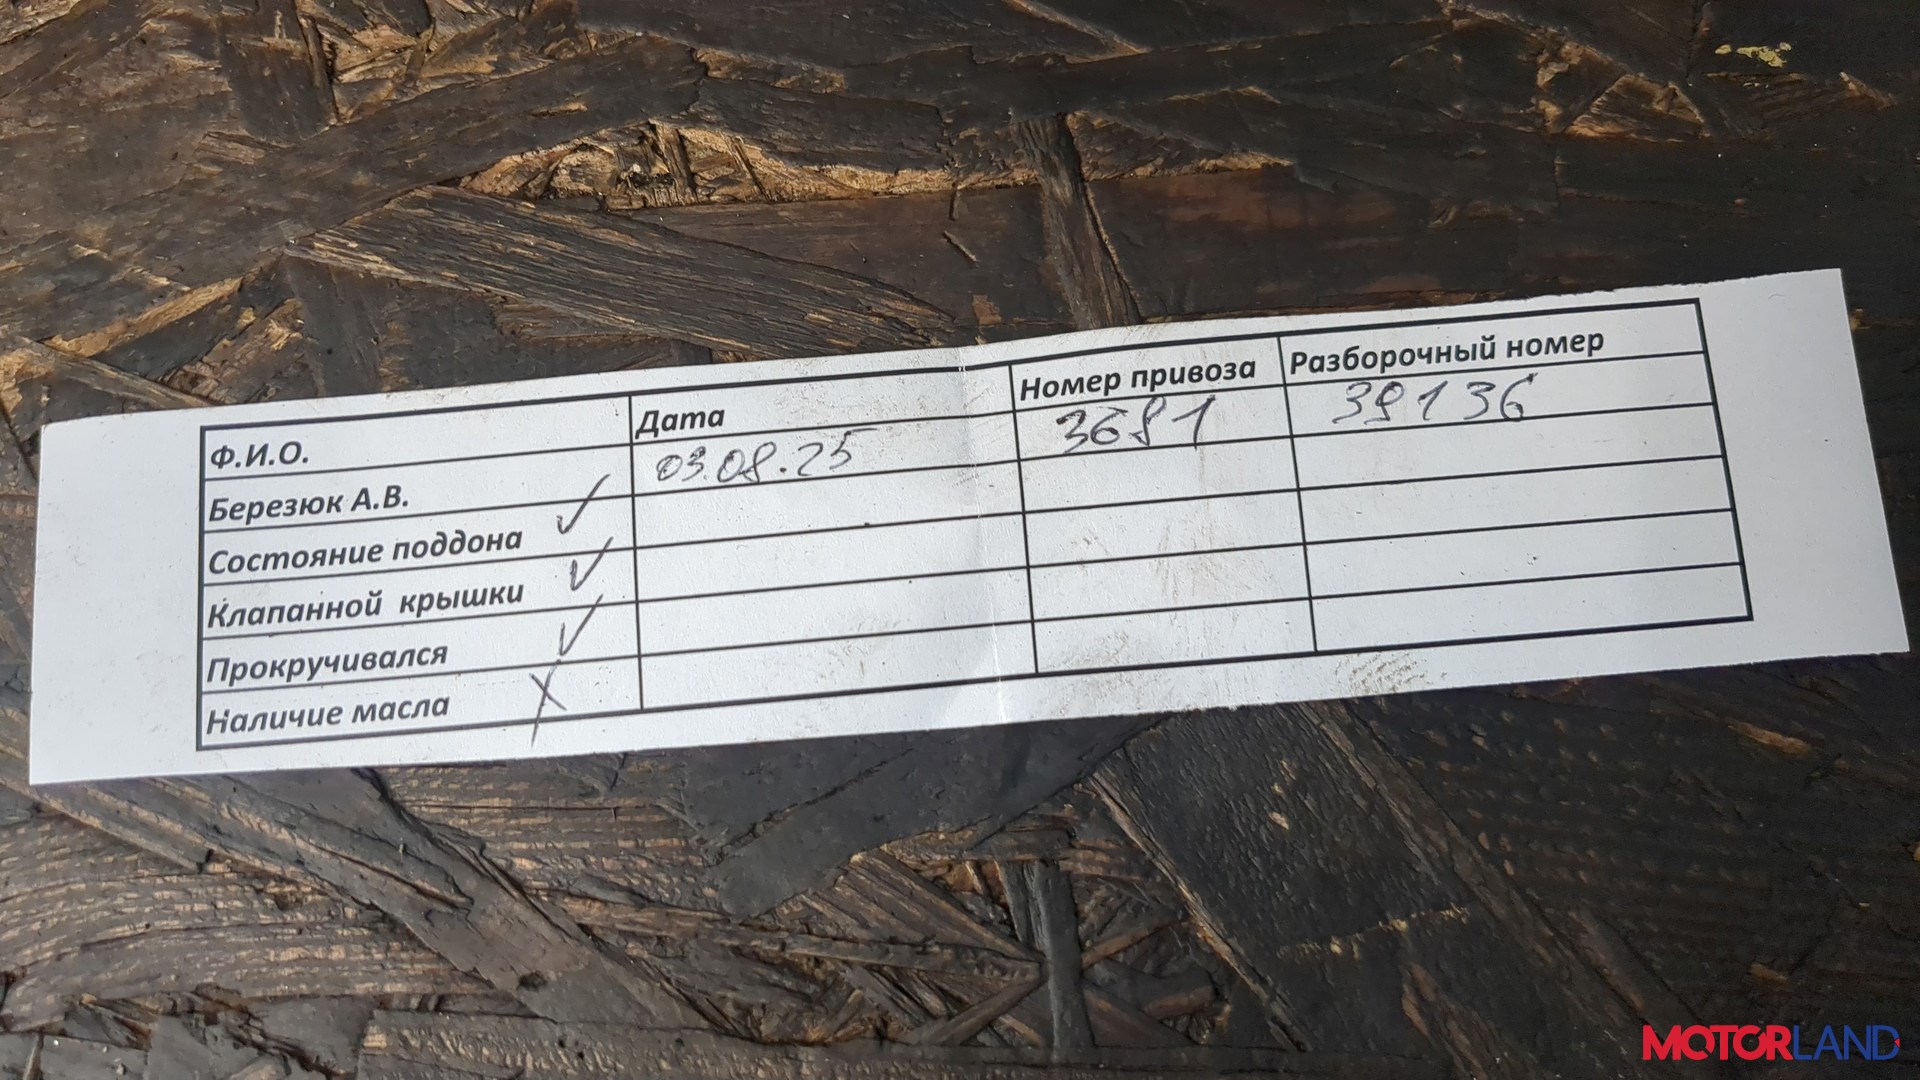 Ф.И.О. Дата Номер привоза Разборочный номер
Березюк А.В. 03.08.25 3681 39136
Состояние поддона ✓
Клапанной крышки ✓
Прокручивался ✓
Наличие масла X
MOTORLAND